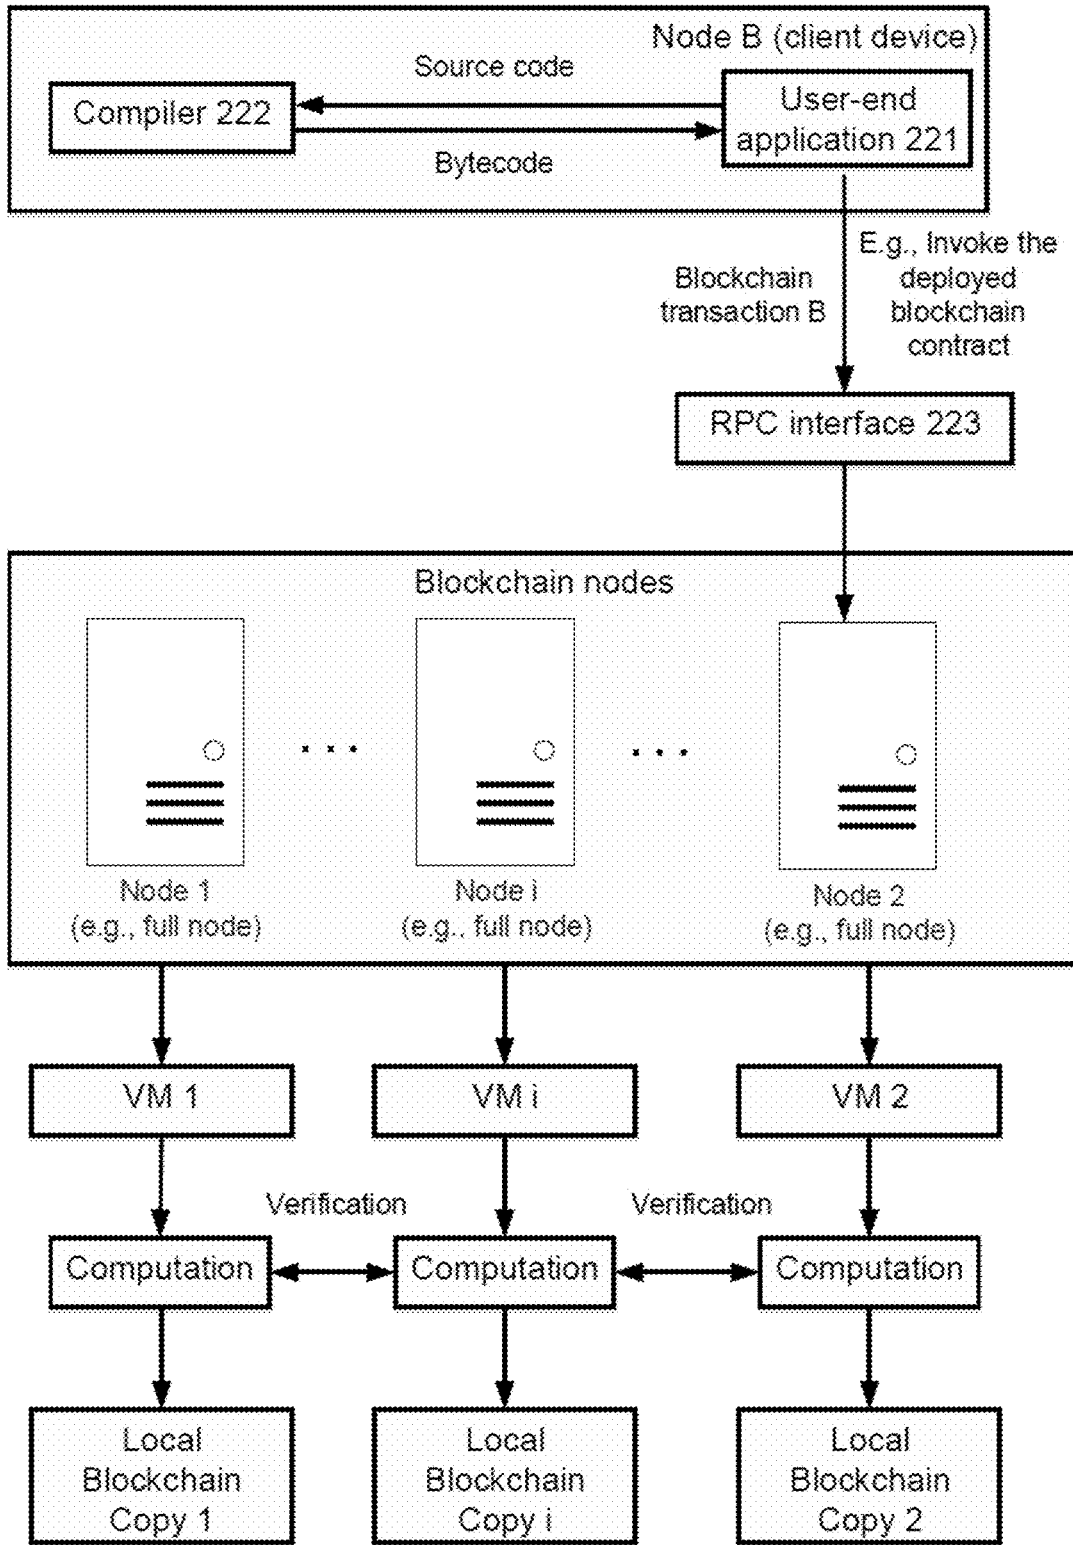 Node B (client device)
Source code
Compiler 222
User-end
application 221
Bytecode
Blockchain
transaction B
E.g., Invoke the
deployed
blockchain
contract
RPC interface 223
Blockchain nodes
Node 1
(e.g., full node)
Node i
(e.g., full node)
Node 2
(e.g., full node)
VM 1
VM i
VM 2
Verification
Verification
Computation
Computation
Computation
Local
Blockchain
Copy 1
Local
Blockchain
Copy i
Local
Blockchain
Copy 2